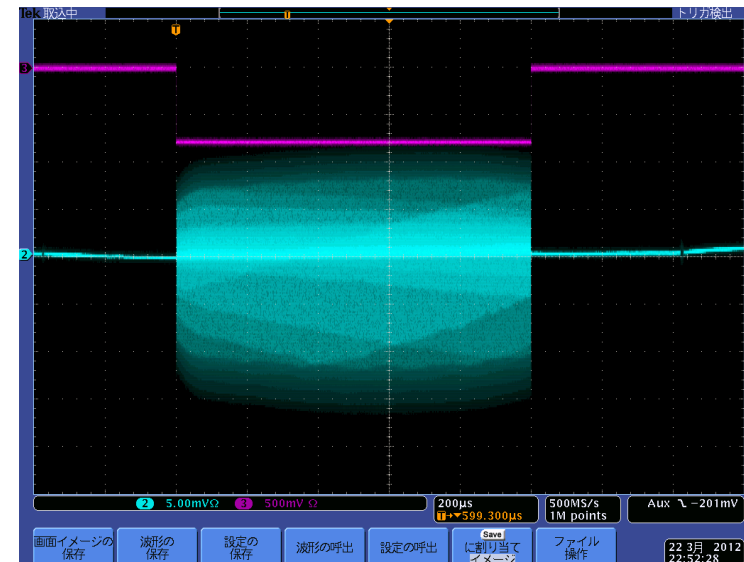 Tek 取込中
トリガ検出
T
T
3
2
2 5.00mVΩ 3 500mV Ω
200µs
T→▼599.300µs
500MS/s
1M points
Aux ㄟ -201mV
画面イメージの
保存
波形の
保存
設定の
保存
波形の呼出
設定の呼出
Save
に割り当て
イメージ
ファイル
操作
22 3月 2012
22:52:28